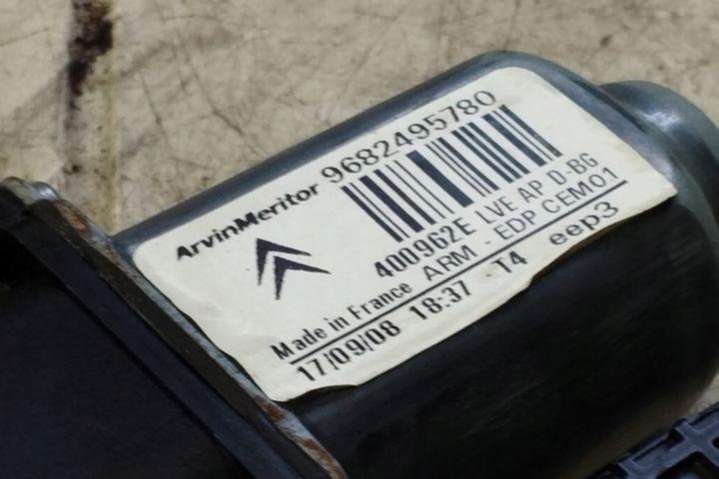 ArvinMeritor 9682495780
400962E LVE AP D-BG
Made in France ARM - EDP CEM01
17/09/08 18:37 T4 eep3